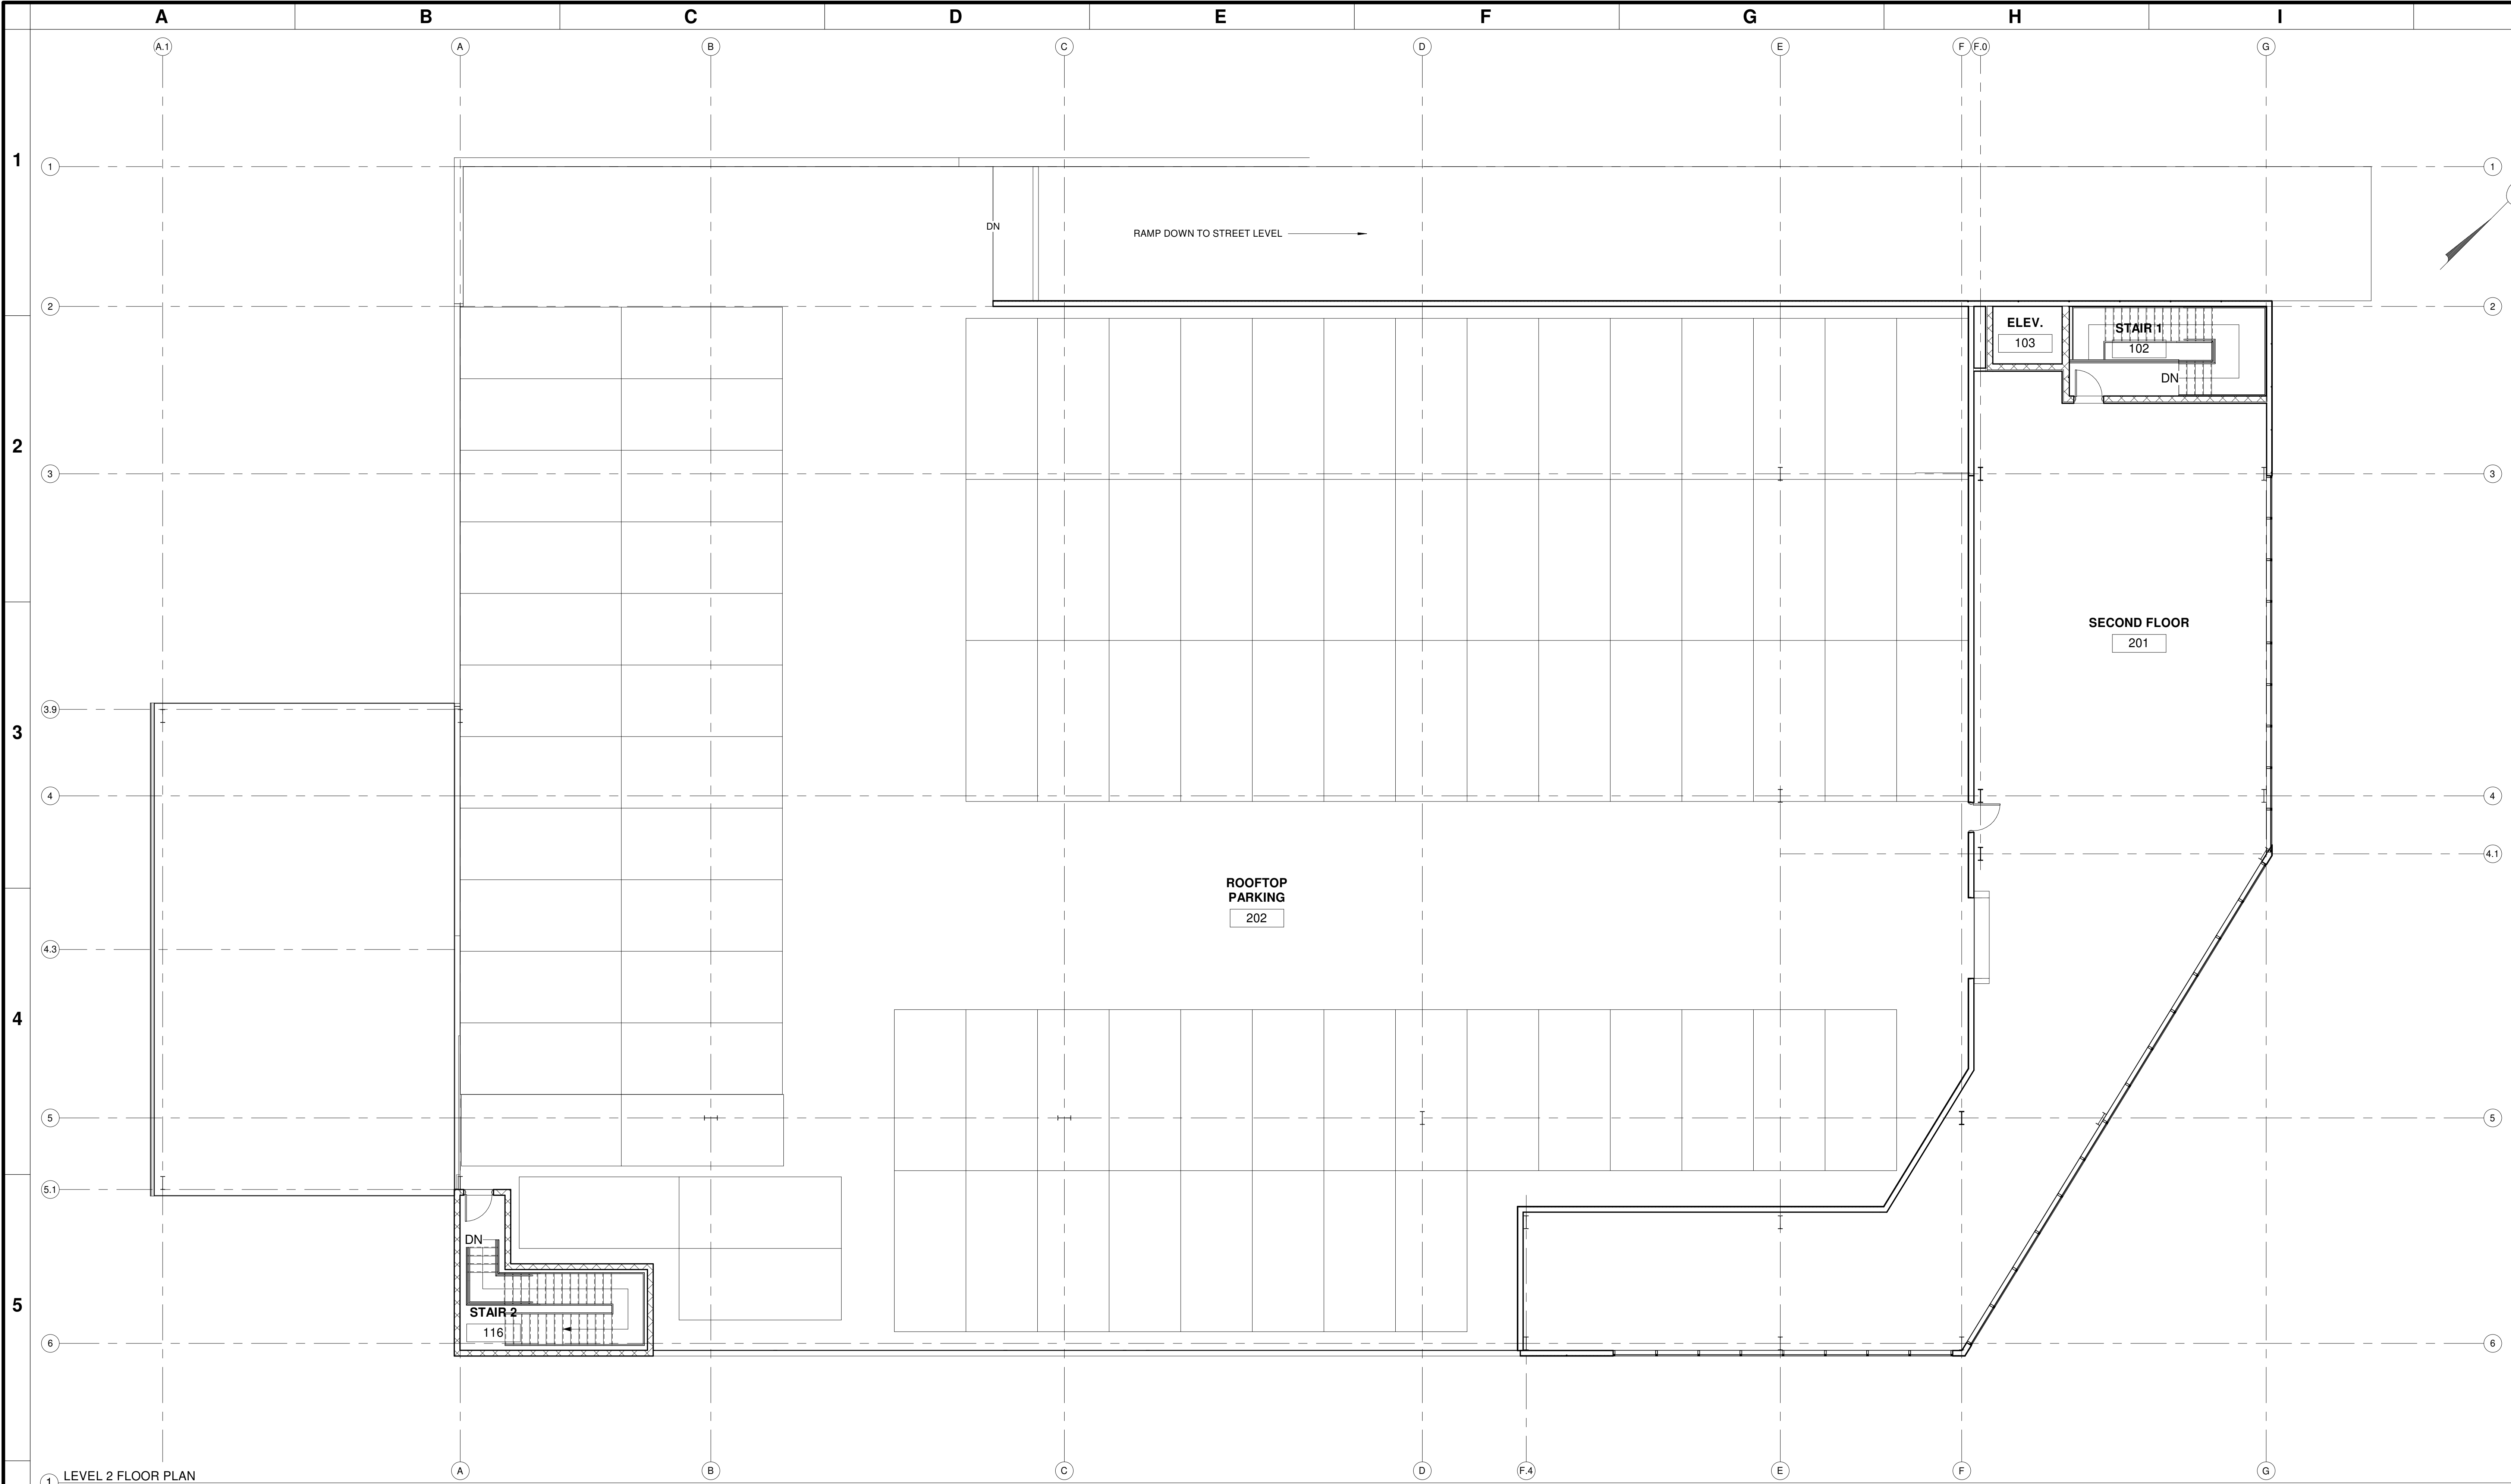 A B C D E F G H I
A.1 A B C D E F F.0 G
1
1 1
DN
RAMP DOWN TO STREET LEVEL
2 2
ELEV.
103
STAIR 1
102
DN
2
3 3
SECOND FLOOR
201
3.9
3
4 4
4.1
ROOFTOP
PARKING
202
4.3
4
5 5
5.1
DN
STAIR 2
116
5
6 6
A B C D F.4 E F G
1 LEVEL 2 FLOOR PLAN